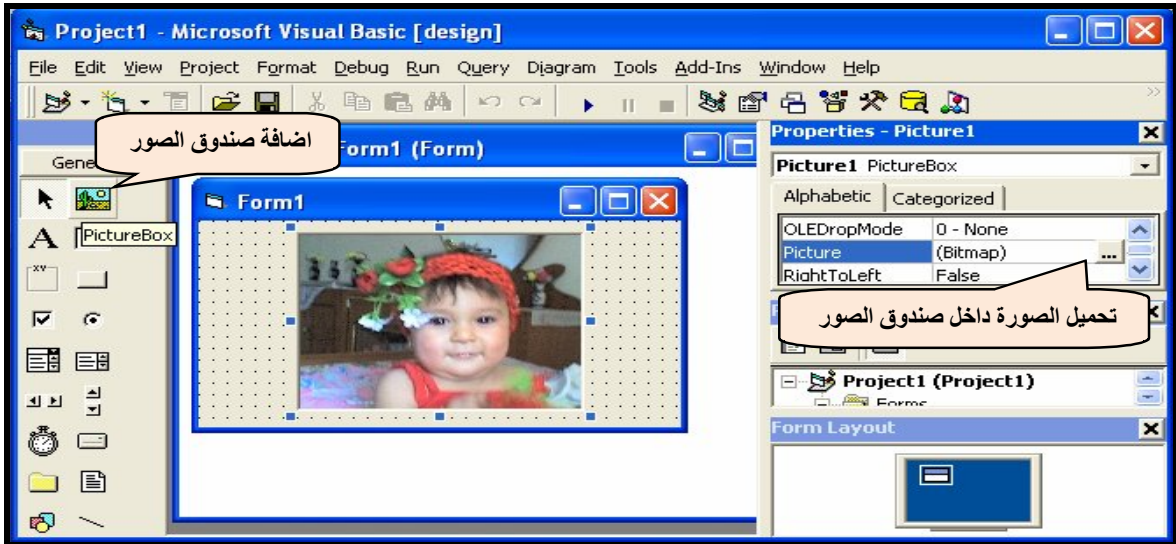 Project1 - Microsoft Visual Basic [design]
File Edit View Project Format Debug Run Query Diagram Tools Add-Ins Window Help
اضافة صندوق الصور
Form1 (Form)
Properties - Picture1
Picture1 PictureBox
Alphabetic Categorized
Form1
PictureBox
A
OLEDropMode 0 - None
Picture (Bitmap) ...
RightToLeft False
تحميل الصورة داخل صندوق الصور
Project1 (Project1)
Forms
Form Layout